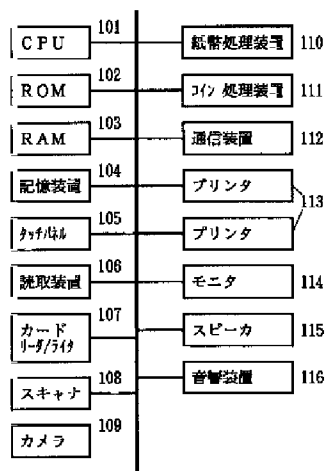 CPU
101
紙幣処理装置
110
ROM
102
コイン 処理装置
111
RAM
103
通信装置
112
記憶装置
104
プリンタ
113
タッチパネル
105
プリンタ
読取装置
106
モニタ
114
カード
リーダ/ライタ
107
スピーカ
115
スキャナ
108
音響装置
116
カメラ
109